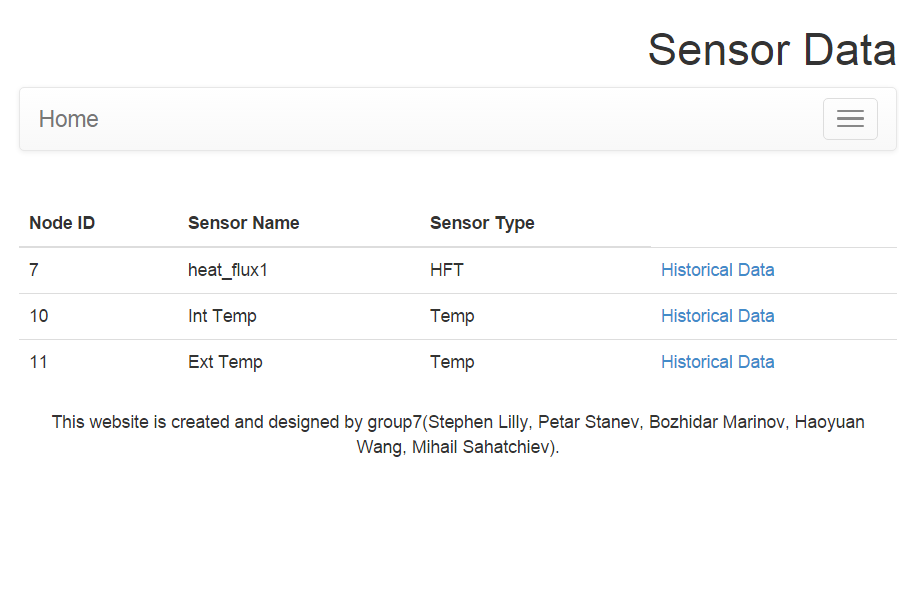 Sensor Data
Home
Node ID Sensor Name Sensor Type
7 heat_flux1 HFT Historical Data
10 Int Temp Temp Historical Data
11 Ext Temp Temp Historical Data
This website is created and designed by group7(Stephen Lilly, Petar Stanev, Bozhidar Marinov, Haoyuan
Wang, Mihail Sahatchiev).